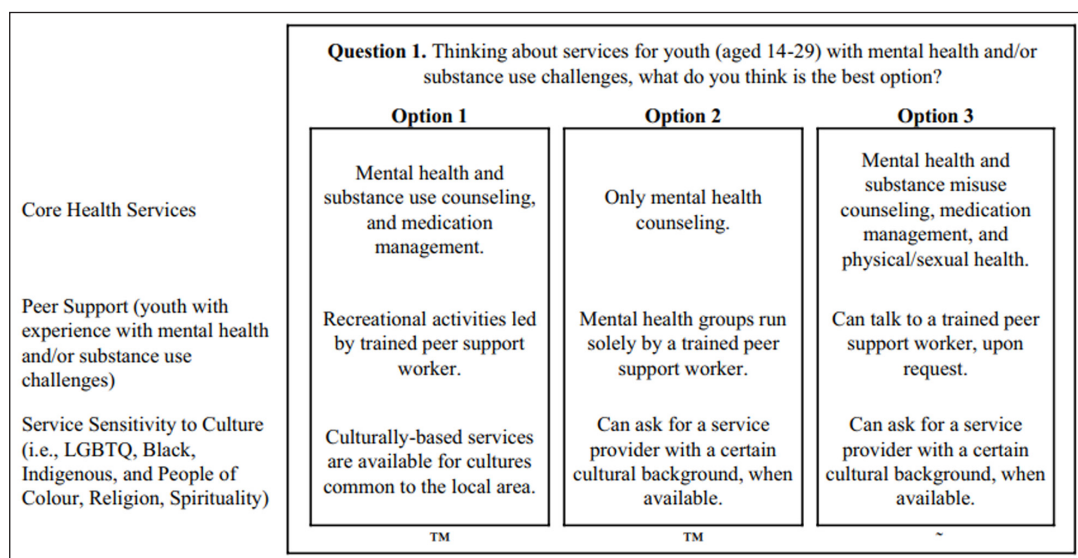 Question 1. Thinking about services for youth (aged 14-29) with mental health and/or
substance use challenges, what do you think is the best option?
Option 1
Option 2
Option 3
Core Health Services
Mental health and
substance use counseling,
and medication
management.
Only mental health
counseling.
Mental health and
substance misuse
counseling, medication
management, and
physical/sexual health.
Peer Support (youth with
experience with mental health
and/or substance use
challenges)
Recreational activities led
by trained peer support
worker.
Mental health groups run
solely by a trained peer
support worker.
Can talk to a trained peer
support worker, upon
request.
Service Sensitivity to Culture
(i.e., LGBTQ, Black,
Indigenous, and People of
Colour, Religion, Spirituality)
Culturally-based services
are available for cultures
common to the local area.
Can ask for a service
provider with a certain
cultural background, when
available.
Can ask for a service
provider with a certain
cultural background, when
available.
TM
TM
~